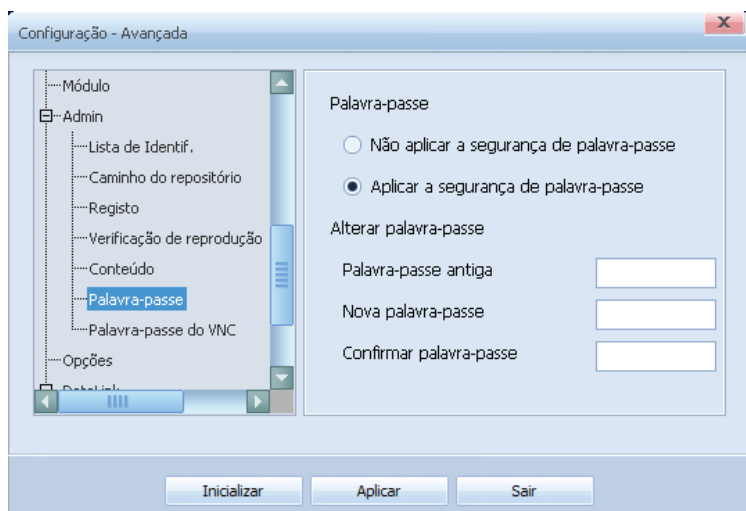 Configuração - Avançada
Módulo
Admin
Lista de Identif.
Caminho do repositório
Registo
Verificação de reprodução
Conteúdo
Palavra-passe
Palavra-passe do VNC
Opções
DataLink
Palavra-passe
Não aplicar a segurança de palavra-passe
Aplicar a segurança de palavra-passe
Alterar palavra-passe
Palavra-passe antiga
Nova palavra-passe
Confirmar palavra-passe
Inicializar
Aplicar
Sair